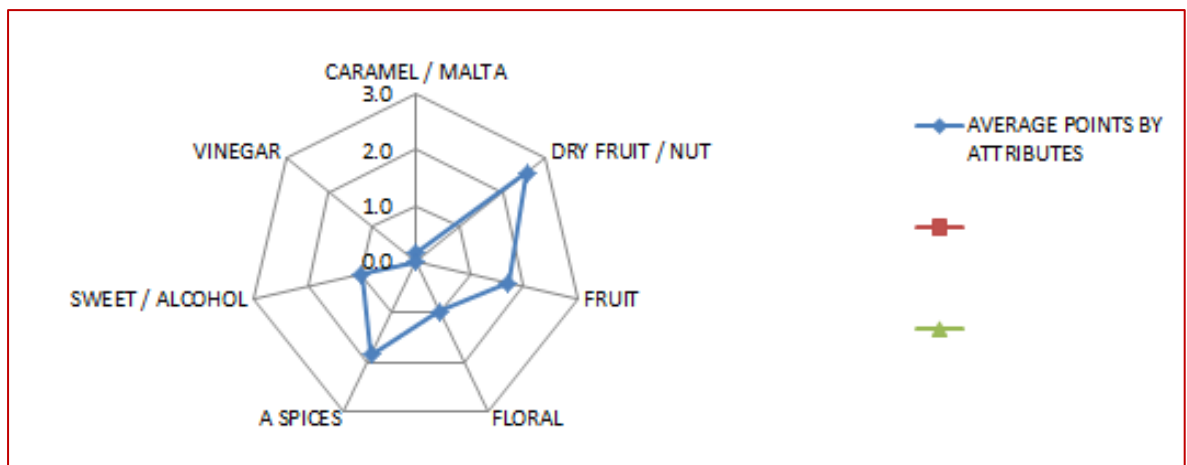 CARAMEL / MALTA
3.0
VINEGAR
2.0
DRY FRUIT / NUT
1.0
0.0
SWEET / ALCOHOL
FRUIT
A SPICES
FLORAL
AVERAGE POINTS BY
ATTRIBUTES